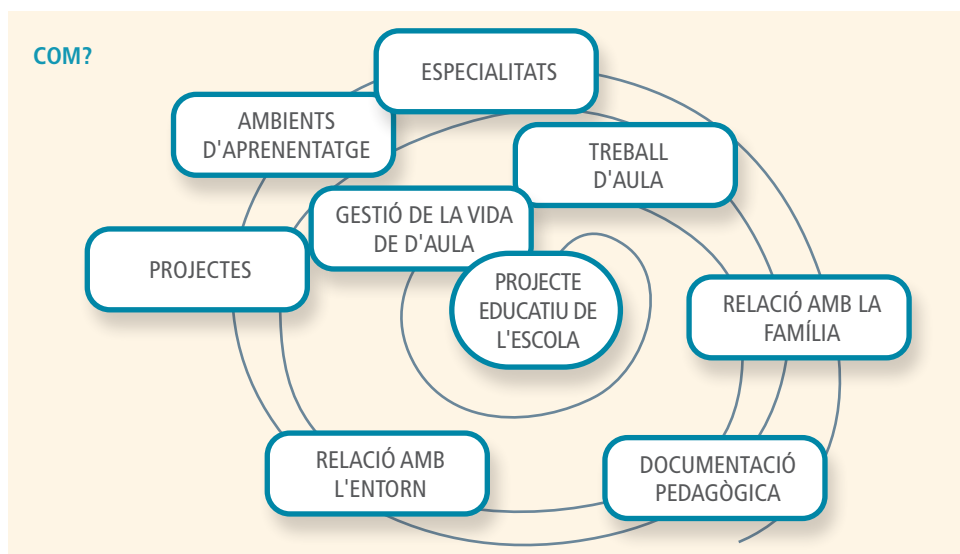 COM?
ESPECIALITATS
AMBIENTS
D'APRENENTATGE
TREBALL
D'AULA
GESTIÓ DE LA VIDA
DE D'AULA
PROJECTES
PROJECTE
EDUCATIU DE
L'ESCOLA
RELACIÓ AMB LA
FAMÍLIA
RELACIÓ AMB
L'ENTORN
DOCUMENTACIÓ
PEDAGÒGICA